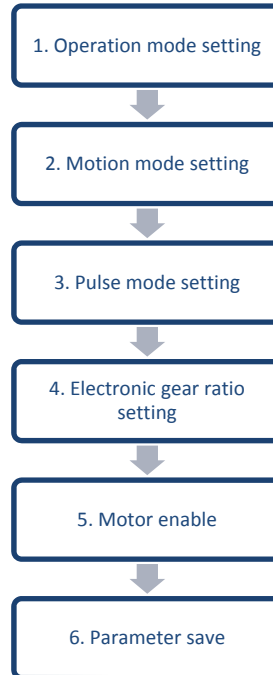 1. Operation mode setting
2. Motion mode setting
3. Pulse mode setting
4. Electronic gear ratio
setting
5. Motor enable
6. Parameter save